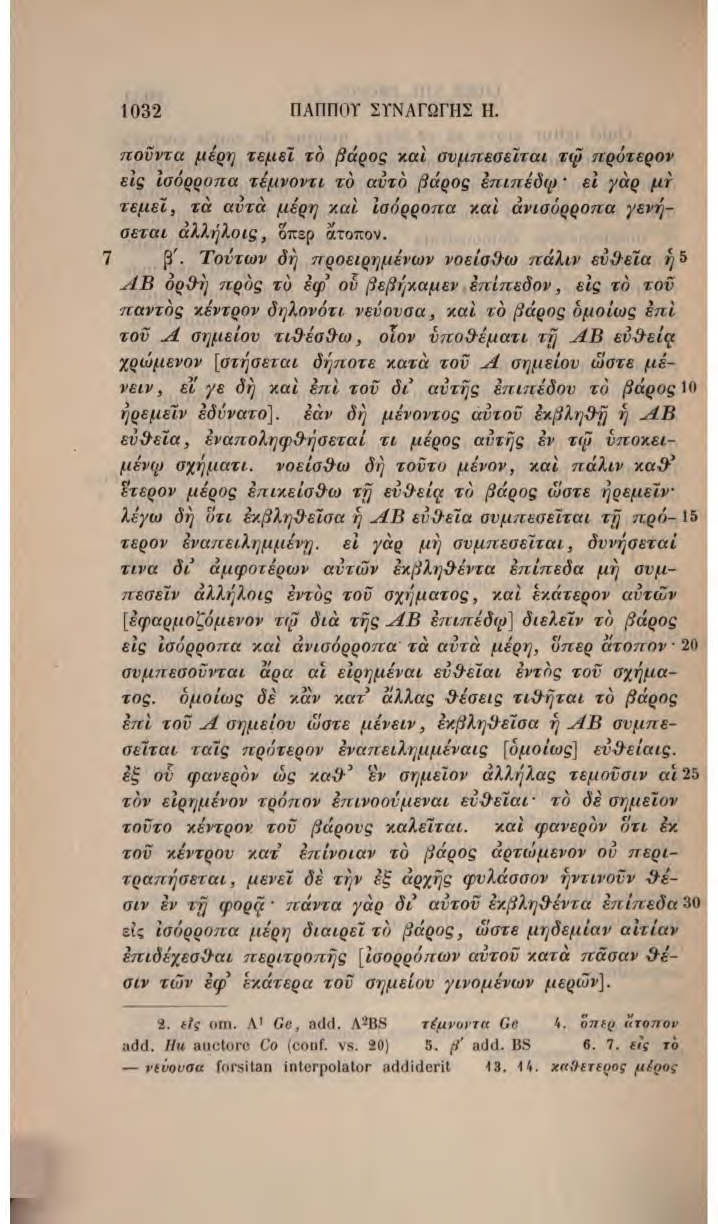 1032 ΠΑΠΠΟΥ ΣΥΝΑΓΩΓΗΣ Η.
ποῦντα μέρη τεμεῖ τὸ βάρος καὶ συμπεσεῖται τῷ πρότερον
εἰς ἰσόρροπα τέμνοντι τὸ αὐτὸ βάρος ἐπιπέδῳ· εἰ γὰρ μὴ
τεμεῖ, τὰ αὐτὰ μέρη καὶ ἰσόρροπα καὶ ἀνισόρροπα γενή-
σεται ἀλλήλοις, ὅπερ ἄτοπον.
7 β΄. Τούτων δὴ προειρημένων νοείσθω πάλιν εὐθεῖα ἡ 5
ΑΒ ὀρθὴ πρὸς τὸ ἐφ᾽ οὗ βεβήκαμεν ἐπίπεδον, εἰς τὸ τοῦ
παντὸς κέντρον δηλονότι νεύουσα, καὶ τὸ βάρος ὁμοίως ἐπὶ
τοῦ Α σημείου τιθέσθω, οἷον ὑποθέματι τῇ ΑΒ εὐθείᾳ
χρώμενον [στήσεται δήποτε κατὰ τοῦ Α σημείου ὥστε μέ-
νειν, εἴ γε δὴ καὶ ἐπὶ τοῦ δι᾽ αὐτῆς ἐπιπέδου τὸ βάρος 10
ἠρεμεῖν ἐδύνατο]. ἐὰν δὴ μένοντος αὐτοῦ ἐκβληθῇ ἡ ΑΒ
εὐθεῖα, ἐναποληφθήσεταί τι μέρος αὐτῆς ἐν τῷ ὑποκει-
μένῳ σχήματι. νοείσθω δὴ τοῦτο μένον, καὶ πάλιν καθ᾽
ἕτερον μέρος ἐπικείσθω τῇ εὐθείᾳ τὸ βάρος ὥστε ἠρεμεῖν·
λέγω δὴ ὅτι ἐκβληθεῖσα ἡ ΑΒ εὐθεῖα συμπεσεῖται τῇ πρό- 15
τερον ἐναπειλημμένῃ. εἰ γὰρ μὴ συμπεσεῖται, δυνήσεταί
τινα δι᾽ ἀμφοτέρων αὐτῶν ἐκβληθέντα ἐπίπεδα μὴ συμ-
πεσεῖν ἀλλήλοις ἐντὸς τοῦ σχήματος, καὶ ἑκάτερον αὐτῶν
[ἐφαρμοζόμενον τῷ διὰ τῆς ΑΒ ἐπιπέδῳ] διελεῖν τὸ βάρος
εἰς ἰσόρροπα καὶ ἀνισόρροπα τὰ αὐτὰ μέρη, ὅπερ ἄτοπον· 20
συμπεσοῦνται ἄρα αἱ εἰρημέναι εὐθεῖαι ἐντὸς τοῦ σχήμα-
τος. ὁμοίως δὲ κἂν κατ᾽ ἄλλας θέσεις τιθῆται τὸ βάρος
ἐπὶ τοῦ Α σημείου ὥστε μένειν, ἐκβληθεῖσα ἡ ΑΒ συμπε-
σεῖται ταῖς πρότερον ἐναπειλημμέναις [ὁμοίως] εὐθείαις.
ἐξ οὗ φανερὸν ὡς καθ᾽ ἓν σημεῖον ἀλλήλας τεμοῦσιν αἱ 25
τὸν εἰρημένον τρόπον ἐπινοούμεναι εὐθεῖαι· τὸ δὲ σημεῖον
τοῦτο κέντρον τοῦ βάρους καλεῖται. καὶ φανερὸν ὅτι ἐκ
τοῦ κέντρου κατ᾽ ἐπίνοιαν τὸ βάρος ἀρτώμενον οὐ περι-
τραπήσεται, μενεῖ δὲ τὴν ἐξ ἀρχῆς φυλάσσον ἡντινοῦν θέ-
σιν ἐν τῇ φορᾷ· πάντα γὰρ δι᾽ αὐτοῦ ἐκβληθέντα ἐπίπεδα 30
εἰς ἰσόρροπα μέρη διαιρεῖ τὸ βάρος, ὥστε μηδεμίαν αἰτίαν
ἐπιδέχεσθαι περιτροπῆς [ἰσορρόπων αὐτοῦ κατὰ πᾶσαν θέ-
σιν τῶν ἐφ᾽ ἑκάτερα τοῦ σημείου γινομένων μερῶν].
2. εἰς om. A¹ Ge, add. A²BS τέμνοντα Ge 4. ὅπερ ἄτοπον
add. Hu auctore Co (conf. vs. 20) 5. β΄ add. BS 6. 7. εἰς τὸ
— νεύουσα forsitan interpolator addiderit 13. 14. καθετερος μέρος